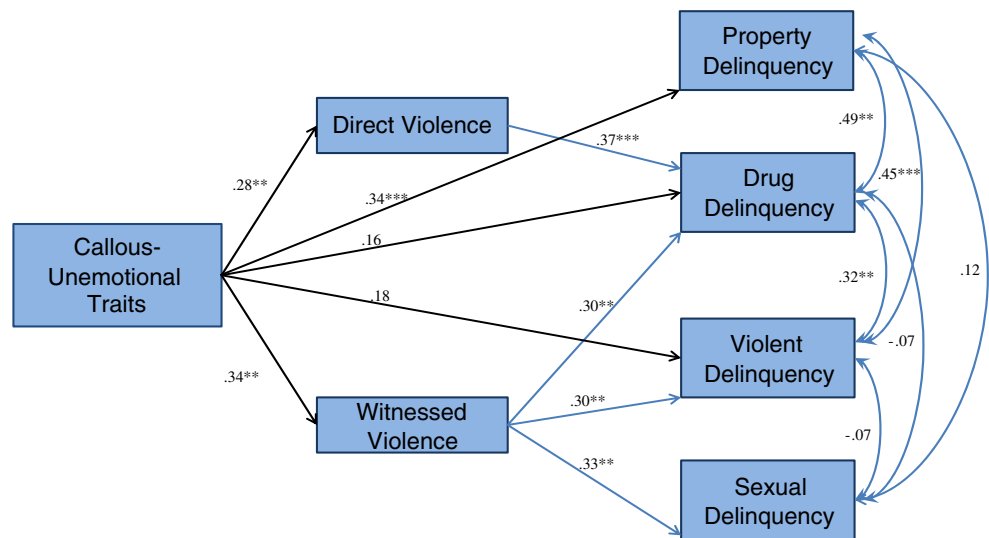 Property
Delinquency
Direct Violence
.49**
.37***
.28**
.45***
Drug
Delinquency
.34***
.16
Callous-
Unemotional
Traits
.12
.32**
.18
.30**
-.07
Violent
Delinquency
.34**
.30**
Witnessed
Violence
-.07
.33**
Sexual
Delinquency